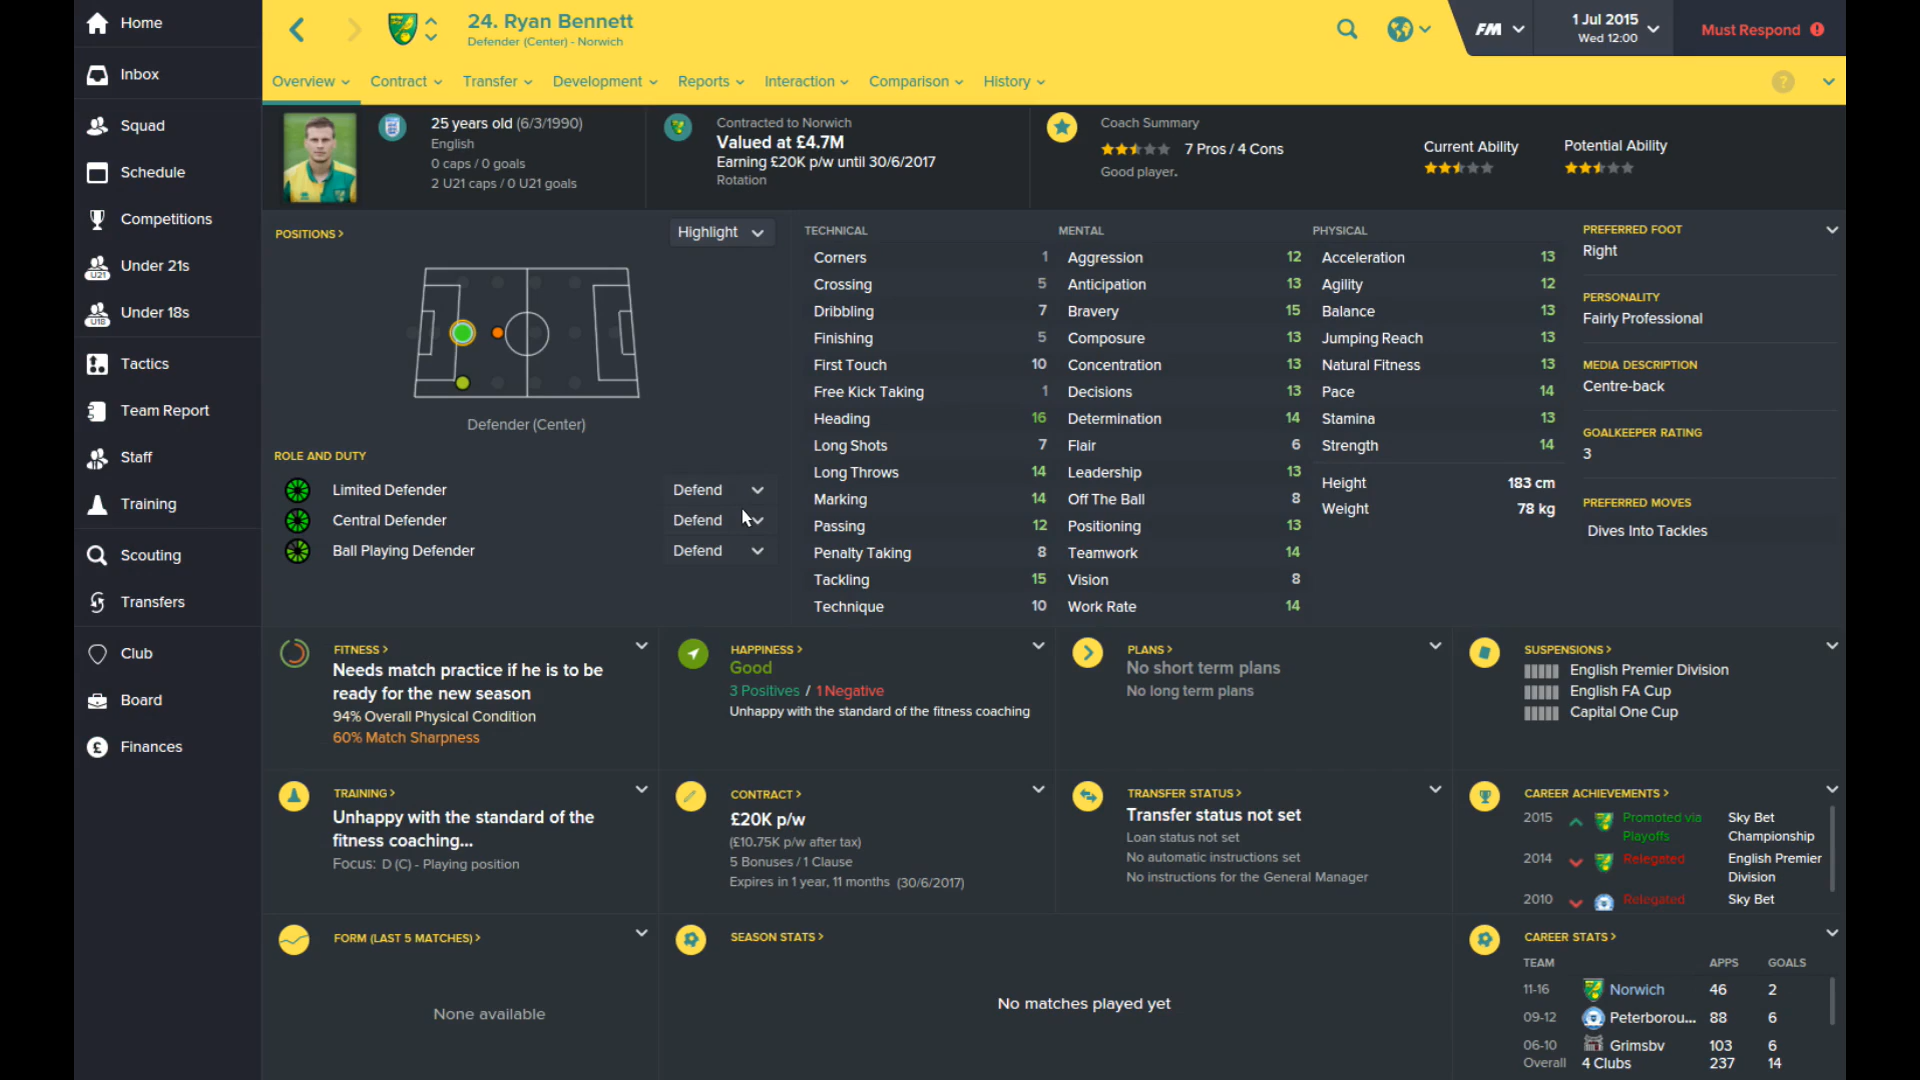 Home
Inbox
Squad
Schedule
Competitions
U21
Under 21s
U18
Under 18s
Tactics
Team Report
Staff
Training
Scouting
Transfers
Club
Board
Finances
24. Ryan Bennett
Defender (Center) - Norwich
FM
1 Jul 2015
Wed 12:00
Must Respond
Overview Contract Transfer Development Reports Interaction Comparison History
?
25 years old (6/3/1990)
English
0 caps / 0 goals
2 U21 caps / 0 U21 goals
Contracted to Norwich
Valued at £4.7M
Earning £20K p/w until 30/6/2017
Rotation
Coach Summary
7 Pros / 4 Cons
Good player.
Current Ability
Potential Ability
POSITIONS >
Highlight
Defender (Center)
ROLE AND DUTY
Limited Defender Defend
Central Defender Defend
Ball Playing Defender Defend
TECHNICAL
Corners 1
Crossing 5
Dribbling 7
Finishing 5
First Touch 10
Free Kick Taking 1
Heading 16
Long Shots 7
Long Throws 14
Marking 14
Passing 12
Penalty Taking 8
Tackling 15
Technique 10
MENTAL
Aggression 12
Anticipation 13
Bravery 15
Composure 13
Concentration 13
Decisions 13
Determination 14
Flair 6
Leadership 13
Off The Ball 8
Positioning 13
Teamwork 14
Vision 8
Work Rate 14
PHYSICAL
Acceleration 13
Agility 12
Balance 13
Jumping Reach 13
Natural Fitness 13
Pace 14
Stamina 13
Strength 14
Height 183 cm
Weight 78 kg
PREFERRED FOOT
Right
PERSONALITY
Fairly Professional
MEDIA DESCRIPTION
Centre-back
GOALKEEPER RATING
3
PREFERRED MOVES
Dives Into Tackles
FITNESS >
Needs match practice if he is to be
ready for the new season
94% Overall Physical Condition
60% Match Sharpness
HAPPINESS >
Good
3 Positives / 1 Negative
Unhappy with the standard of the fitness coaching
PLANS >
No short term plans
No long term plans
SUSPENSIONS >
English Premier Division
English FA Cup
Capital One Cup
TRAINING >
Unhappy with the standard of the
fitness coaching...
Focus: D (C) - Playing position
CONTRACT >
£20K p/w
(£10.75K p/w after tax)
5 Bonuses / 1 Clause
Expires in 1 year, 11 months (30/6/2017)
TRANSFER STATUS >
Transfer status not set
Loan status not set
No automatic instructions set
No instructions for the General Manager
CAREER ACHIEVEMENTS >
2015 Promoted via Sky Bet
Playoffs Championship
2014 Relegated English Premier
Division
2010 Relegated Sky Bet
FORM (LAST 5 MATCHES) >
None available
SEASON STATS >
No matches played yet
CAREER STATS >
TEAM APPS GOALS
11-16 Norwich 46 2
09-12 Peterborou... 88 6
06-10 Grimsby 103 6
Overall 4 Clubs 237 14